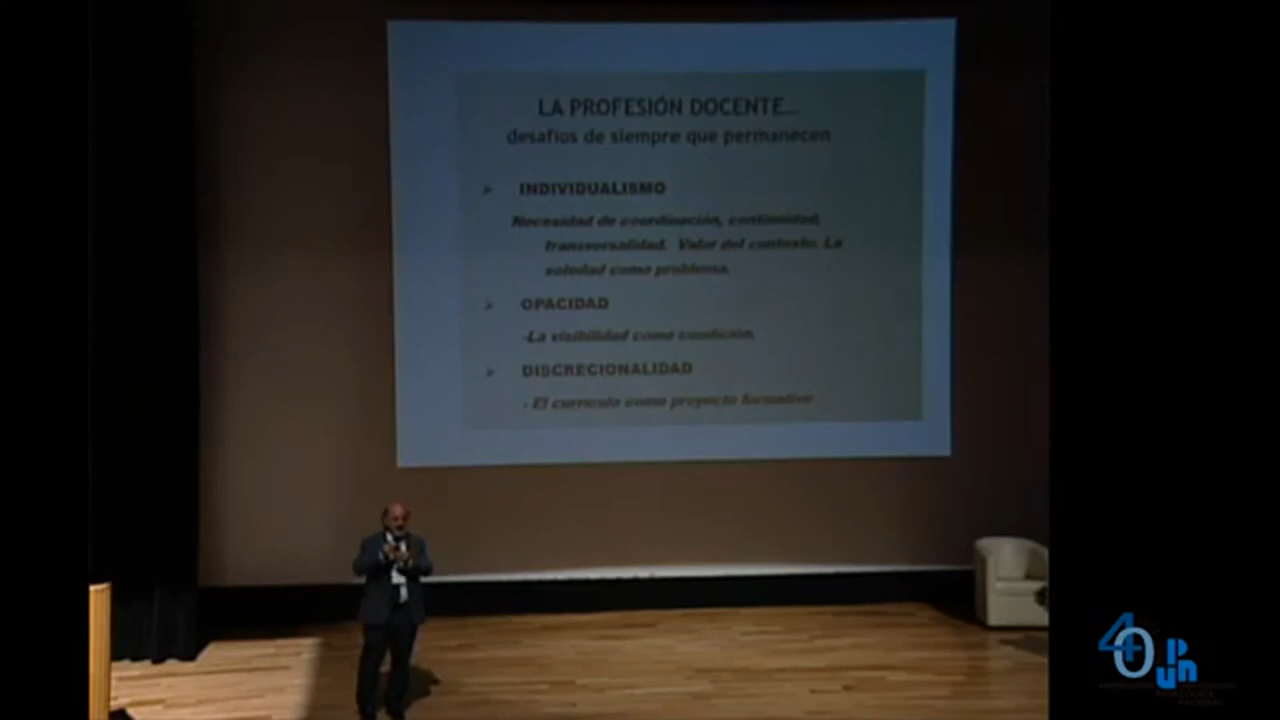 LA PROFESIÓN DOCENTE...
desafíos de siempre que permanecen
INDIVIDUALISMO
Necesidad de coordinación, continuidad,
transversalidad. Valor del contexto. La
soledad como problema.
OPACIDAD
-La visibilidad como condición.
DISCRECIONALIDAD
- El currículo como proyecto formativo
40
upn